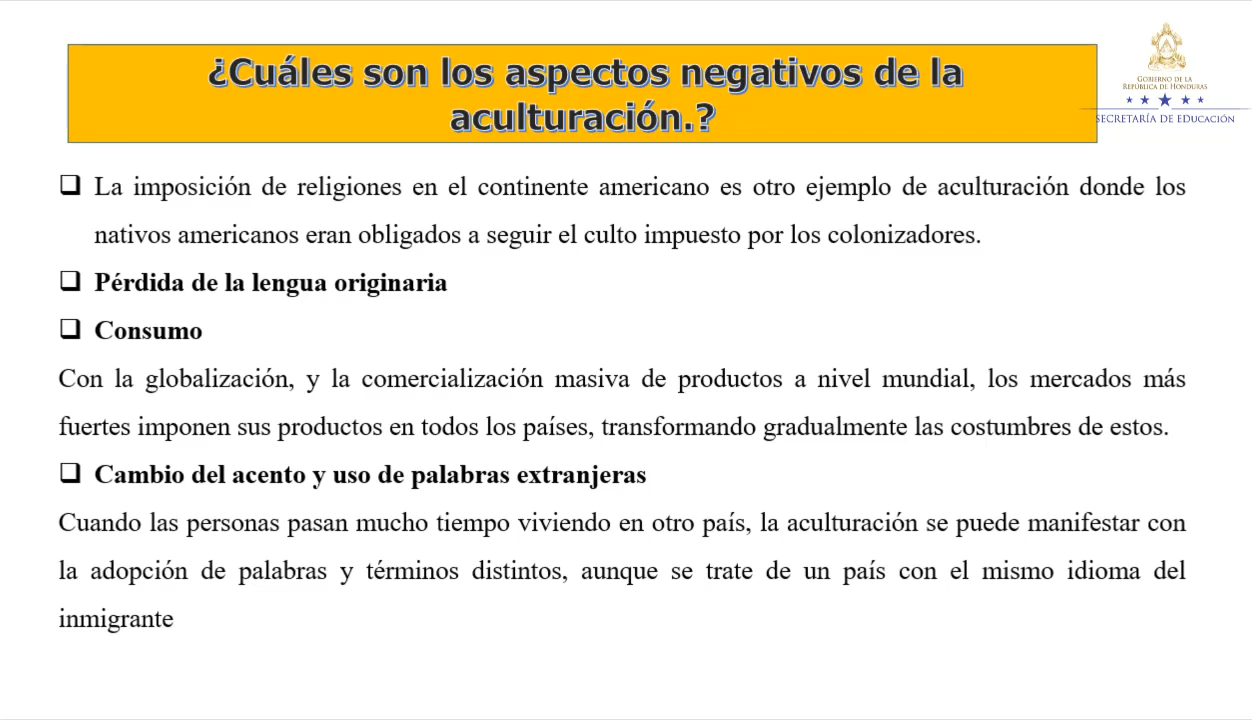 ¿Cuáles son los aspectos negativos de la
aculturación.?
GOBIERNO DE LA
REPÚBLICA DE HONDURAS
SECRETARÍA DE EDUCACIÓN
La imposición de religiones en el continente americano es otro ejemplo de aculturación donde los
nativos americanos eran obligados a seguir el culto impuesto por los colonizadores.
Pérdida de la lengua originaria
Consumo
Con la globalización, y la comercialización masiva de productos a nivel mundial, los mercados más
fuertes imponen sus productos en todos los países, transformando gradualmente las costumbres de estos.
Cambio del acento y uso de palabras extranjeras
Cuando las personas pasan mucho tiempo viviendo en otro país, la aculturación se puede manifestar con
la adopción de palabras y términos distintos, aunque se trate de un país con el mismo idioma del
inmigrante